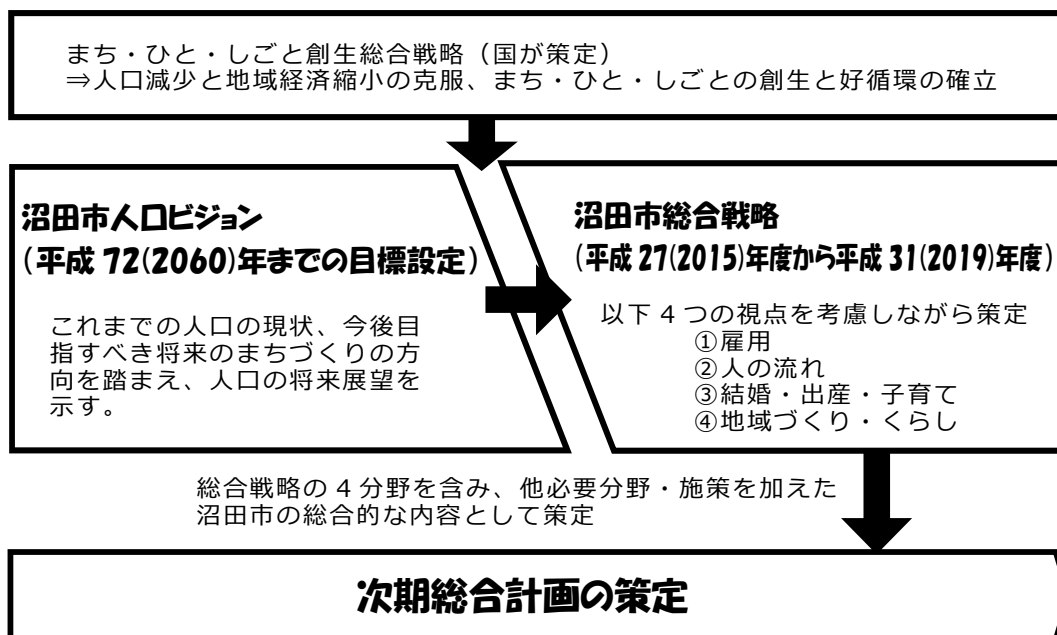 まち・ひと・しごと創生総合戦略（国が策定）
⇒人口減少と地域経済縮小の克服、まち・ひと・しごとの創生と好循環の確立
沼田市人口ビジョン
（平成 72(2060)年までの目標設定）
これまでの人口の現状、今後目
指すべき将来のまちづくりの方
向を踏まえ、人口の将来展望を
示す。
沼田市総合戦略
（平成 27(2015)年度から平成 31(2019)年度）
以下 4 つの視点を考慮しながら策定
①雇用
②人の流れ
③結婚・出産・子育て
④地域づくり・くらし
総合戦略の 4 分野を含み、他必要分野・施策を加えた
沼田市の総合的な内容として策定
次期総合計画の策定